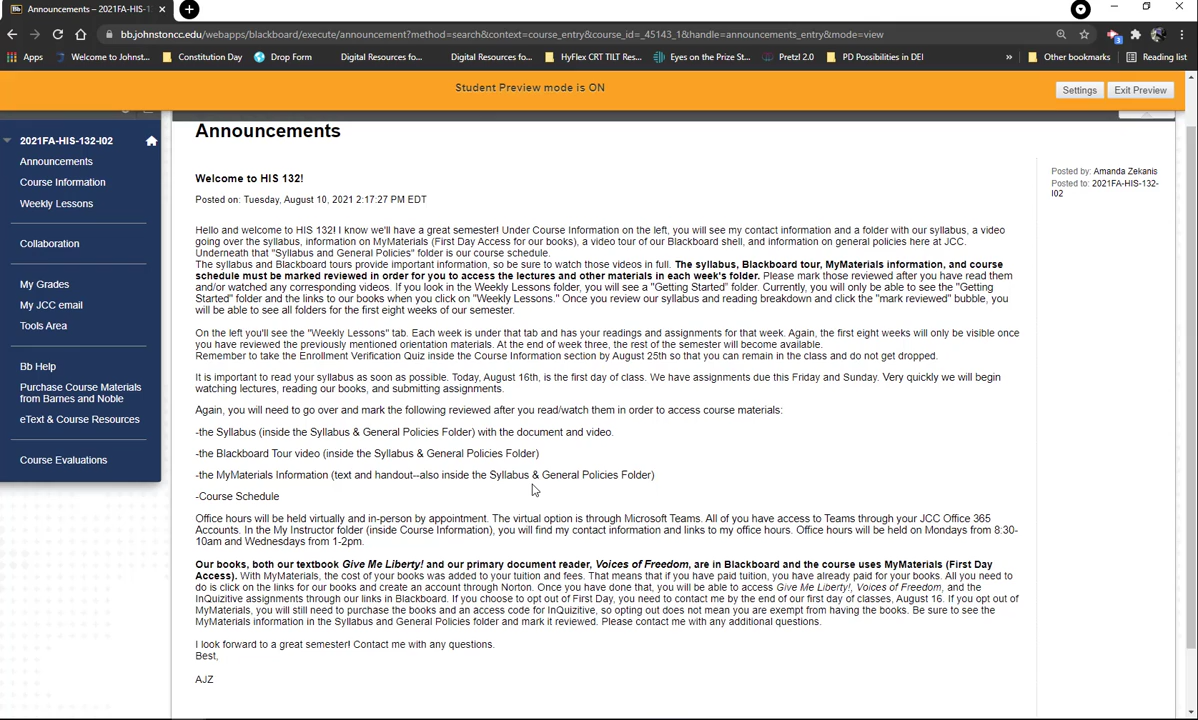 Announcements – 2021FA-HIS-1
bb.johnstoncc.edu/webapps/blackboard/execute/announcement?method=search&context=course_entry&course_id=_45143_1&handle=announcements_entry&mode=view
Apps Welcome to Johnst... Constitution Day Drop Form Digital Resources fo... Digital Resources fo... HyFlex CRT TILT Res... Eyes on the Prize St... Pretzl 2.0 PD Possibilities in DEI » Other bookmarks Reading list
Student Preview mode is ON
Settings Exit Preview
2021FA-HIS-132-I02
Announcements
Course Information
Weekly Lessons
Collaboration
My Grades
My JCC email
Tools Area
Bb Help
Purchase Course Materials
from Barnes and Noble
eText & Course Resources
Course Evaluations
Announcements
Welcome to HIS 132!
Posted on: Tuesday, August 10, 2021 2:17:27 PM EDT
Posted by: Amanda Zekanis
Posted to: 2021FA-HIS-132-
I02
Hello and welcome to HIS 132! I know we'll have a great semester! Under Course Information on the left, you will see my contact information and a folder with our syllabus, a video
going over the syllabus, information on MyMaterials (First Day Access for our books), a video tour of our Blackboard shell, and information on general policies here at JCC.
Underneath that "Syllabus and General Policies" folder is our course schedule.
The syllabus and Blackboard tours provide important information, so be sure to watch those videos in full. The syllabus, Blackboard tour, MyMaterials information, and course
schedule must be marked reviewed in order for you to access the lectures and other materials in each week's folder. Please mark those reviewed after you have read them
and/or watched any corresponding videos. If you look in the Weekly Lessons folder, you will see a "Getting Started" folder. Currently, you will only be able to see the "Getting
Started" folder and the links to our books when you click on "Weekly Lessons." Once you review our syllabus and reading breakdown and click the "mark reviewed" bubble, you
will be able to see all folders for the first eight weeks of our semester.
On the left you'll see the "Weekly Lessons" tab. Each week is under that tab and has your readings and assignments for that week. Again, the first eight weeks will only be visible once
you have reviewed the previously mentioned orientation materials. At the end of week three, the rest of the semester will become available.
Remember to take the Enrollment Verification Quiz inside the Course Information section by August 25th so that you can remain in the class and do not get dropped.
It is important to read your syllabus as soon as possible. Today, August 16th, is the first day of class. We have assignments due this Friday and Sunday. Very quickly we will begin
watching lectures, reading our books, and submitting assignments.
Again, you will need to go over and mark the following reviewed after you read/watch them in order to access course materials:
-the Syllabus (inside the Syllabus & General Policies Folder) with the document and video.
-the Blackboard Tour video (inside the Syllabus & General Policies Folder)
-the MyMaterials Information (text and handout--also inside the Syllabus & General Policies Folder)
-Course Schedule
Office hours will be held virtually and in-person by appointment. The virtual option is through Microsoft Teams. All of you have access to Teams through your JCC Office 365
Accounts. In the My Instructor folder (inside Course Information), you will find my contact information and links to my office hours. Office hours will be held on Mondays from 8:30-
10am and Wednesdays from 1-2pm.
Our books, both our textbook Give Me Liberty! and our primary document reader, Voices of Freedom, are in Blackboard and the course uses MyMaterials (First Day
Access). With MyMaterials, the cost of your books was added to your tuition and fees. That means that if you have paid tuition, you have already paid for your books. All you need to
do is click on the links for our books and create an account through Norton. Once you have done that, you will be able to access Give Me Liberty!, Voices of Freedom, and the
InQuizitive assignments through our links in Blackboard. If you choose to opt out of First Day, you need to contact me by the end of our first day of classes, August 16. If you opt out of
MyMaterials, you will still need to purchase the books and an access code for InQuizitive, so opting out does not mean you are exempt from having the books. Be sure to see the
MyMaterials information in the Syllabus and General Policies folder and mark it reviewed. Please contact me with any additional questions.
I look forward to a great semester! Contact me with any questions.
Best,
AJZ